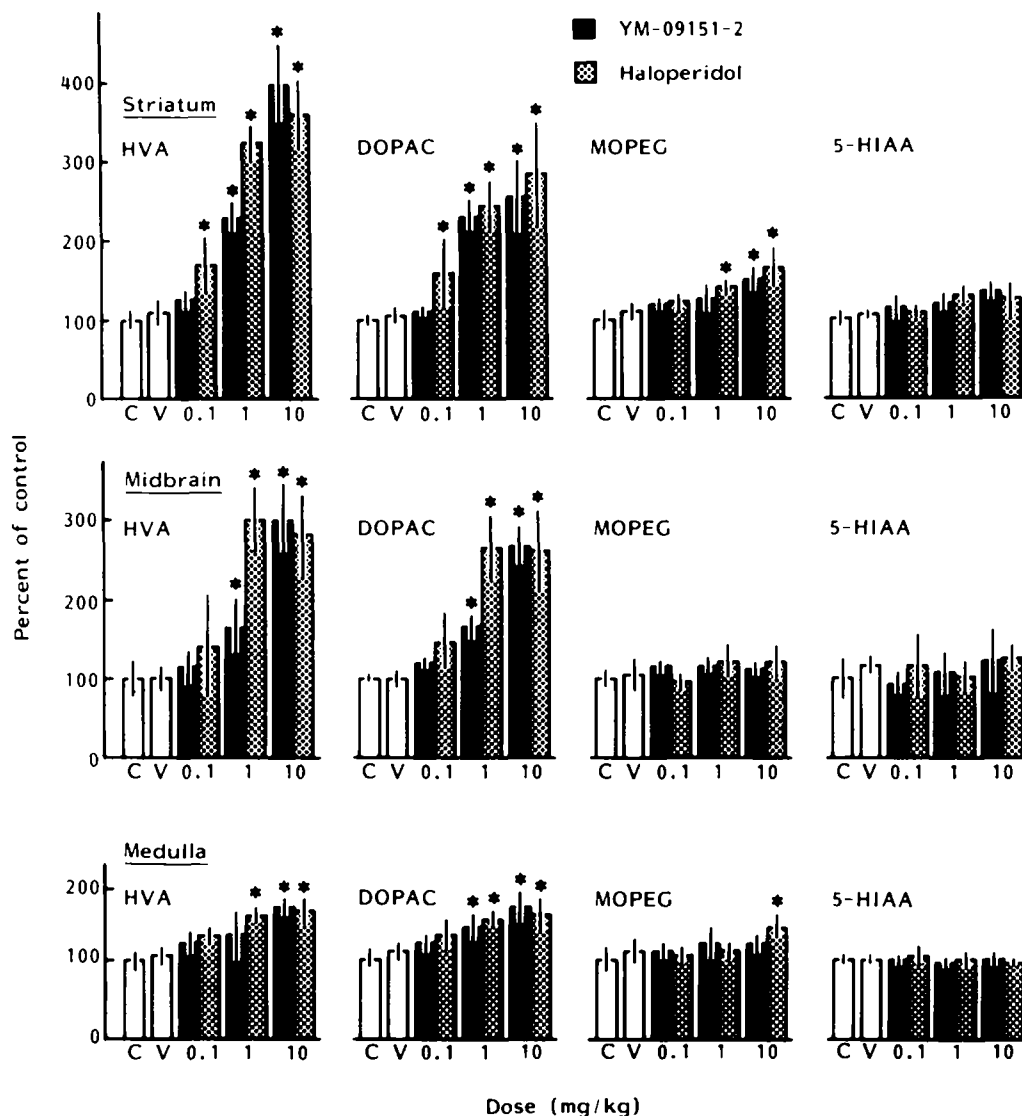 YM-09151-2
Haloperidol
Percent of control
Striatum
HVA DOPAC MOPEG 5-HIAA
400
300
200
100
0
* * * * *
* * * * *
* * *
C V 0.1 1 10 C V 0.1 1 10 C V 0.1 1 10 C V 0.1 1 10
Midbrain
HVA DOPAC MOPEG 5-HIAA
300
200
100
0
* * * *
* * * *
C V 0.1 1 10 C V 0.1 1 10 C V 0.1 1 10 C V 0.1 1 10
Medulla
HVA DOPAC MOPEG 5-HIAA
200
100
0
* * *
* * * *
*
C V 0.1 1 10 C V 0.1 1 10 C V 0.1 1 10 C V 0.1 1 10
Dose (mg/kg)